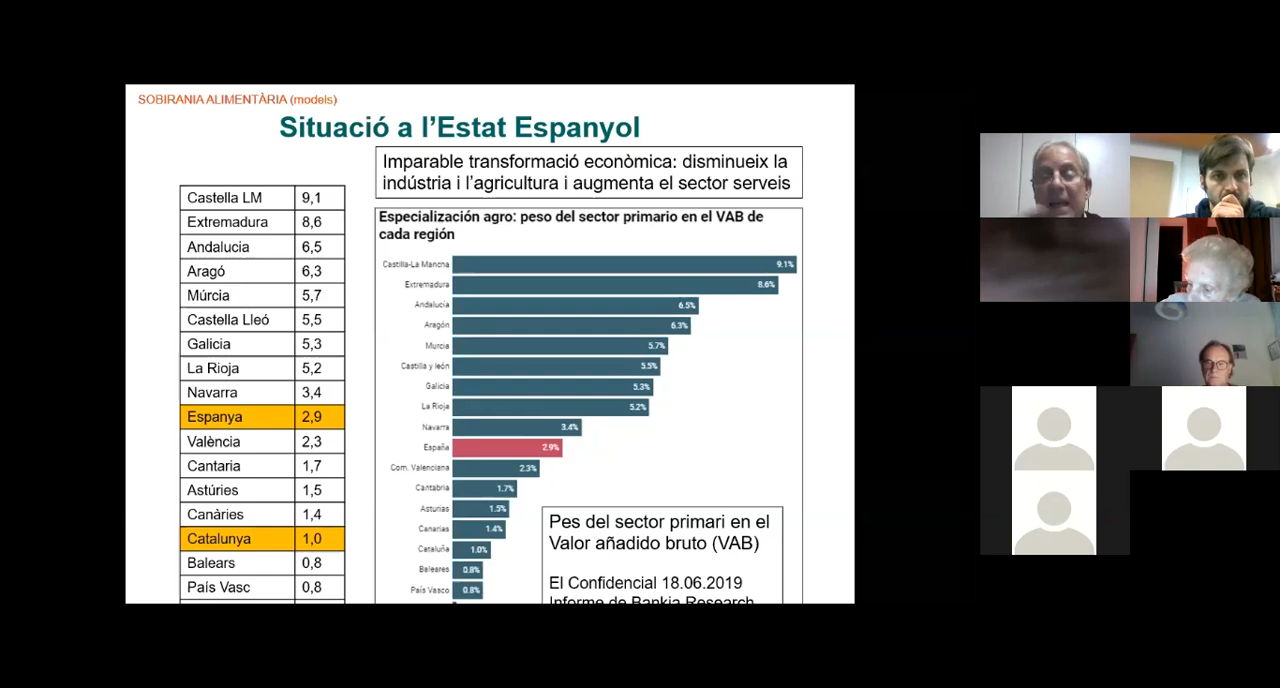 SOBIRANIA ALIMENTÀRIA (models)
Situació a l’Estat Espanyol
Imparable transformació econòmica: disminueix la
indústria i l’agricultura i augmenta el sector serveis
Castella LM 9,1
Extremadura 8,6
Andalucia 6,5
Aragó 6,3
Múrcia 5,7
Castella Lleó 5,5
Galicia 5,3
La Rioja 5,2
Navarra 3,4
Espanya 2,9
València 2,3
Cantaria 1,7
Astúries 1,5
Canàries 1,4
Catalunya 1,0
Balears 0,8
País Vasc 0,8
Especialización agro: peso del sector primario en el VAB de
cada región
Castilla-La Mancha 9.1%
Extremadura 8.6%
Andalucía 6.5%
Aragón 6.3%
Murcia 5.7%
Castilla y león 5.5%
Galicia 5.3%
La Rioja 5.2%
Navarra 3.4%
España 2.9%
Com. Valenciana 2.3%
Cantabria 1.7%
Asturias 1.5%
Canarias 1.4%
Cataluña 1.0%
Baleares 0.8%
País Vasco 0.8%
Pes del sector primari en el
Valor añadido bruto (VAB)
El Confidencial 18.06.2019
Informe de Bankia Research